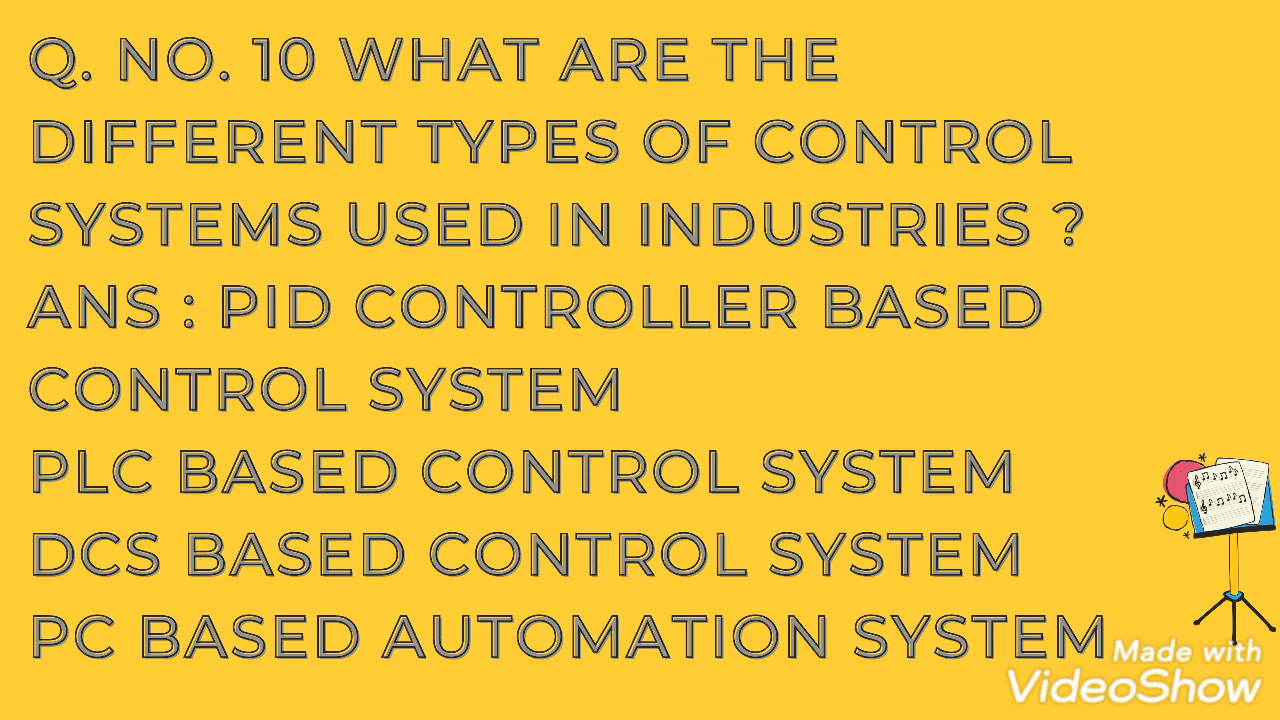 Q. NO. 10 WHAT ARE THE
DIFFERENT TYPES OF CONTROL
SYSTEMS USED IN INDUSTRIES ?
ANS : PID CONTROLLER BASED
CONTROL SYSTEM
PLC BASED CONTROL SYSTEM
DCS BASED CONTROL SYSTEM
PC BASED AUTOMATION SYSTEM
Made with
VideoShow